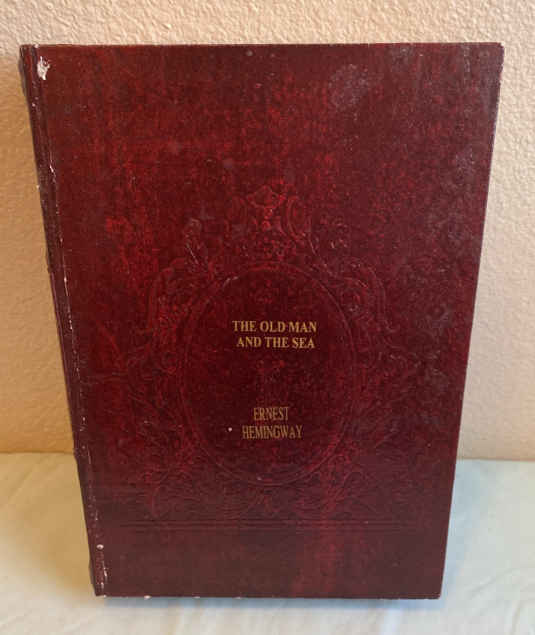 THE OLD MAN
AND THE SEA
ERNEST
HEMINGWAY